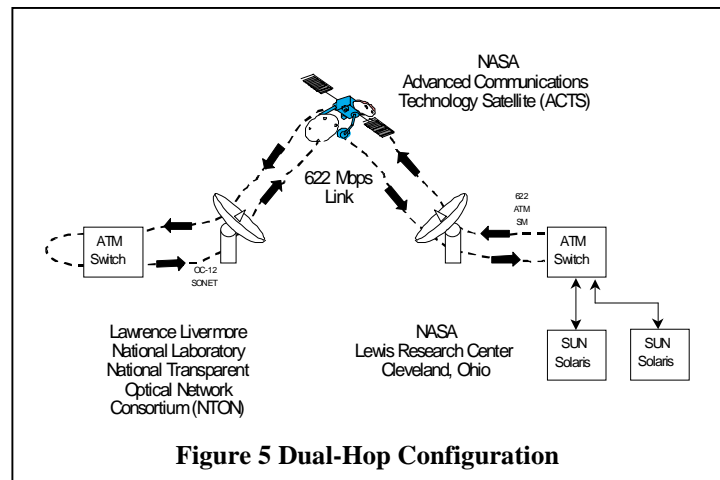 NASA
Advanced Communications
Technology Satellite (ACTS)
622 Mbps
Link
622
ATM
SM
ATM
Switch
OC-12
SONET
ATM
Switch
Lawrence Livermore
National Laboratory
National Transparent
Optical Network
Consortium (NTON)
NASA
Lewis Research Center
Cleveland, Ohio
SUN
Solaris
SUN
Solaris
Figure 5 Dual-Hop Configuration